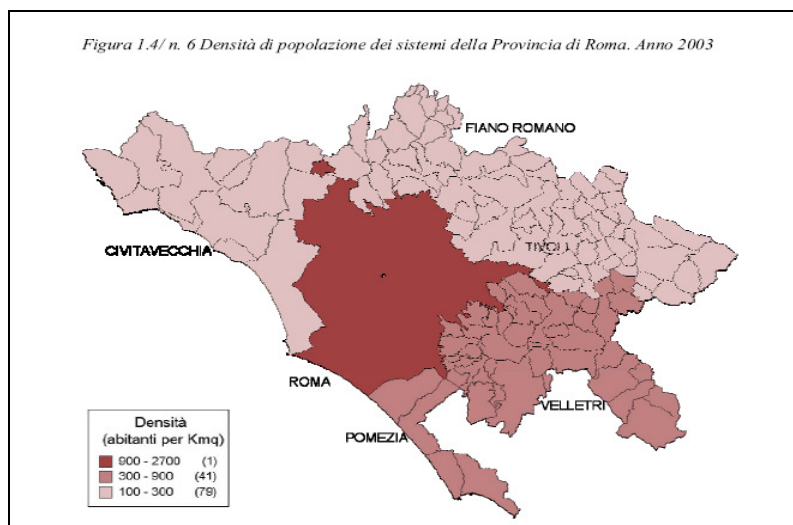 Figura 1.4/ n. 6 Densità di popolazione dei sistemi della Provincia di Roma. Anno 2003
FIANO ROMANO
TIVOLI
CIVITAVECCHIA
ROMA
VELLETRI
POMEZIA
Densità
(abitanti per Kmq)
900 - 2700 (1)
300 - 900 (41)
100 - 300 (79)